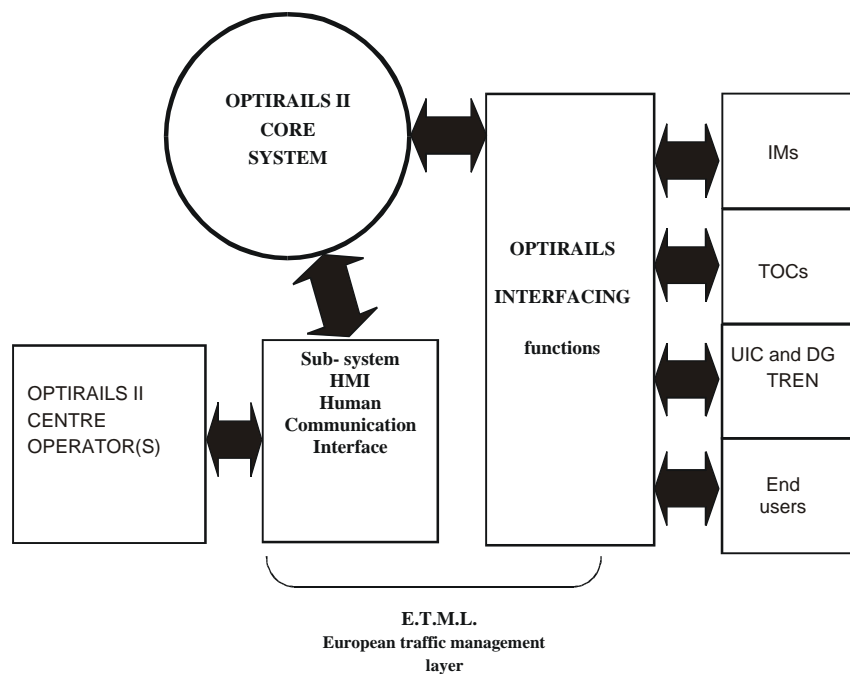 OPTIRAILS II
CORE
SYSTEM
OPTIRAILS
INTERFACING
functions
IMs
TOCs
UIC and DG
TREN
End
users
OPTIRAILS II
CENTRE
OPERATOR(S)
Sub- system
HMI
Human
Communication
Interface
E.T.M.L.
European traffic management
layer